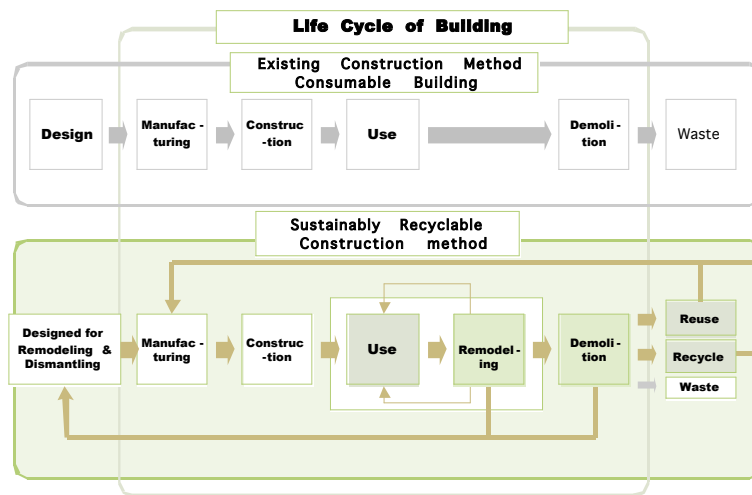 Life Cycle of Building
Existing Construction Method
Consumable Building
Design
Manufac -
turing
Construc
-tion
Use
Demoli -
tion
Waste
Sustainably Recyclable
Construction method
Designed for
Remodeling &
Dismantling
Manufac -
turing
Construc
-tion
Use
Remodel -
ing
Demoli -
tion
Reuse
Recycle
Waste